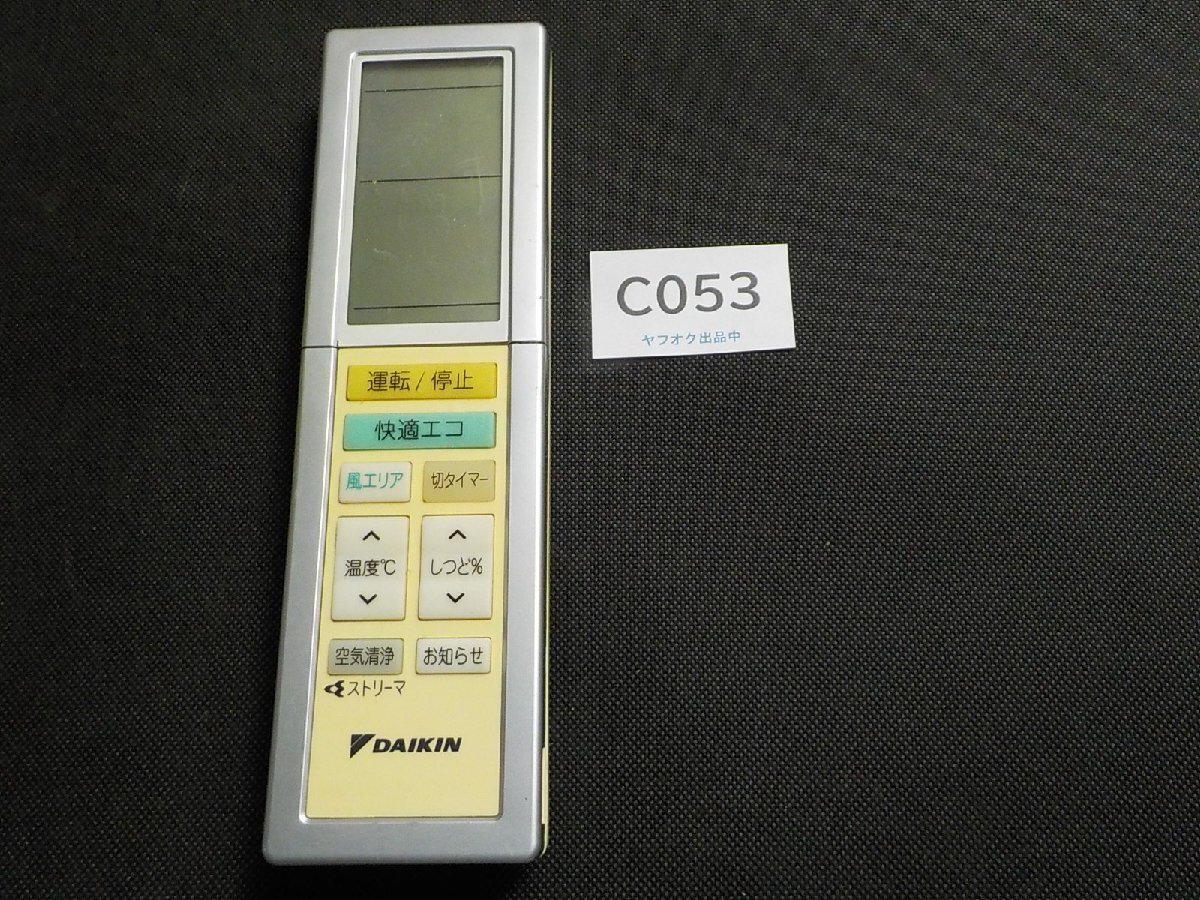 C053
ヤフオク出品中
運転/停止
快適エコ
風エリア 切タイマー
温度℃ しつど%
空気清浄 お知らせ
ストリーマ
DAIKIN